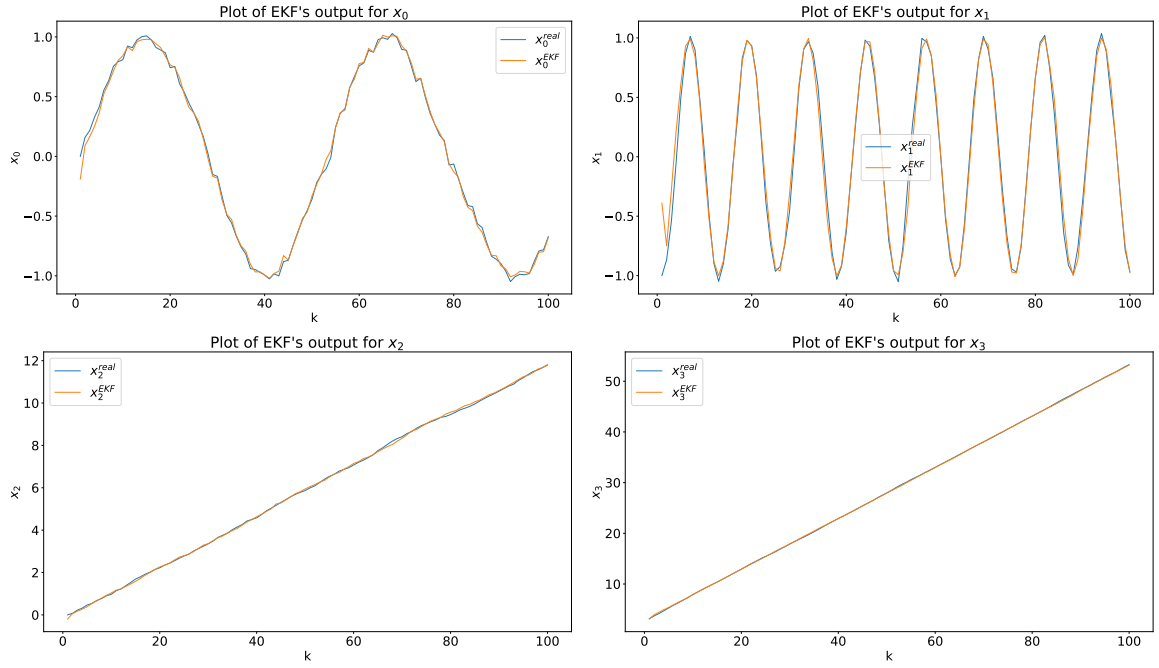 Plot of EKF's output for x_0
1.0
0.5
0.0
−0.5
−1.0
x_0
x_0^real
x_0^EKF
0 20 40 60 80 100
k
Plot of EKF's output for x_1
1.0
0.5
0.0
−0.5
−1.0
x_1
x_1^real
x_1^EKF
0 20 40 60 80 100
k
Plot of EKF's output for x_2
12
10
8
6
4
2
0
x_2
x_2^real
x_2^EKF
0 20 40 60 80 100
k
Plot of EKF's output for x_3
50
40
30
20
10
x_3
x_3^real
x_3^EKF
0 20 40 60 80 100
k